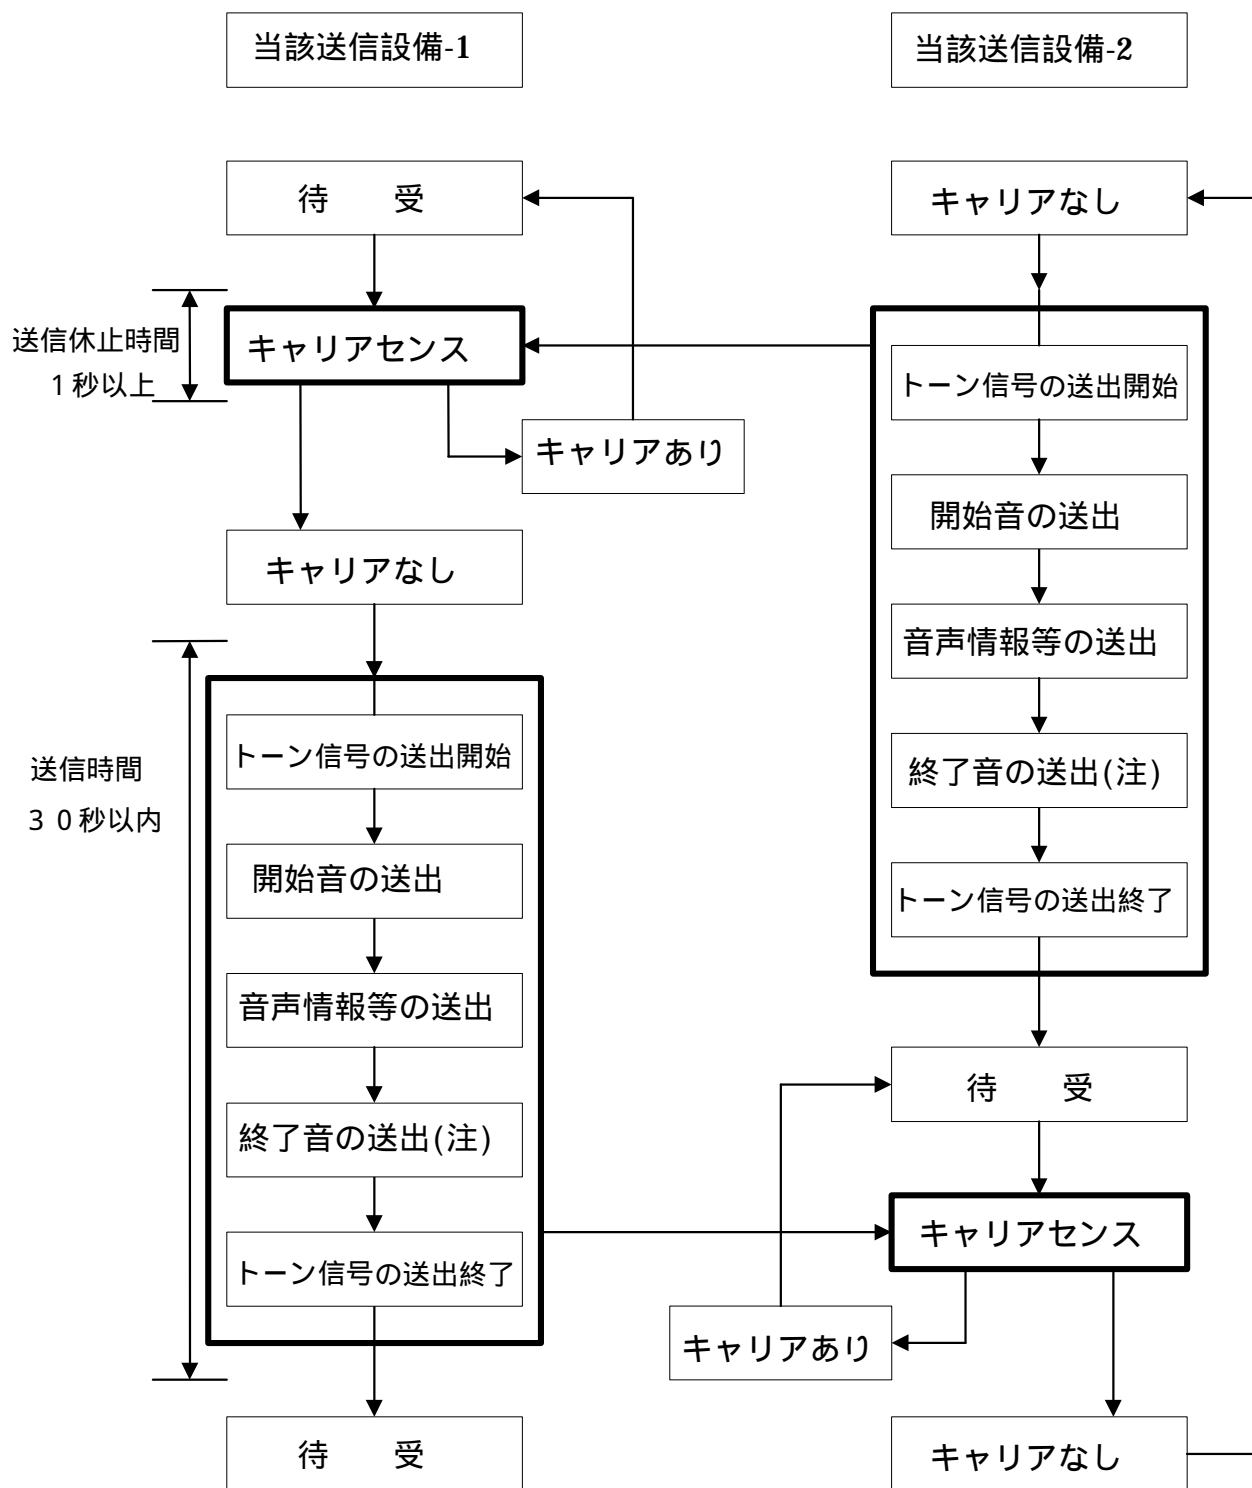 当該送信設備-1
待　　受
送信休止時間
1秒以上
キャリアセンス
キャリアあり
キャリアなし
送信時間
３０秒以内
トーン信号の送出開始
開始音の送出
音声情報等の送出
終了音の送出(注)
トーン信号の送出終了
待　　受
当該送信設備-2
キャリアなし
トーン信号の送出開始
開始音の送出
音声情報等の送出
終了音の送出(注)
トーン信号の送出終了
待　　受
キャリアセンス
キャリアあり
キャリアなし